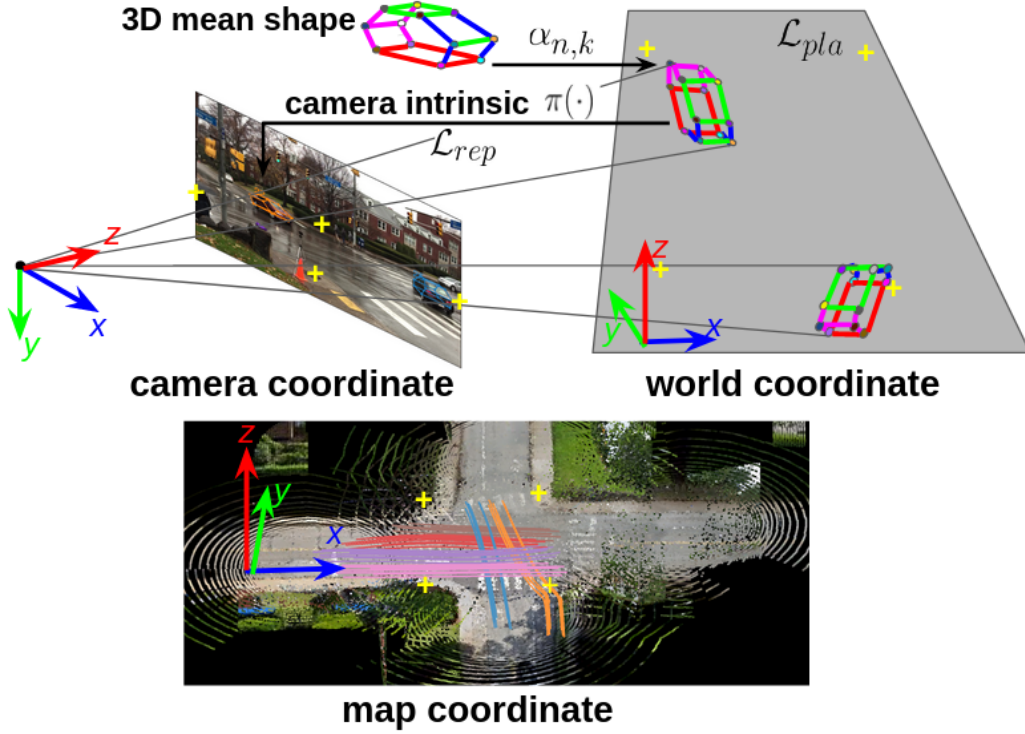 3D mean shape
α_{n,k}
ℒ_{pla}
camera intrinsic
π(·)
ℒ_{rep}
z
x
y
z
x
y
camera coordinate
world coordinate
z
y
x
map coordinate